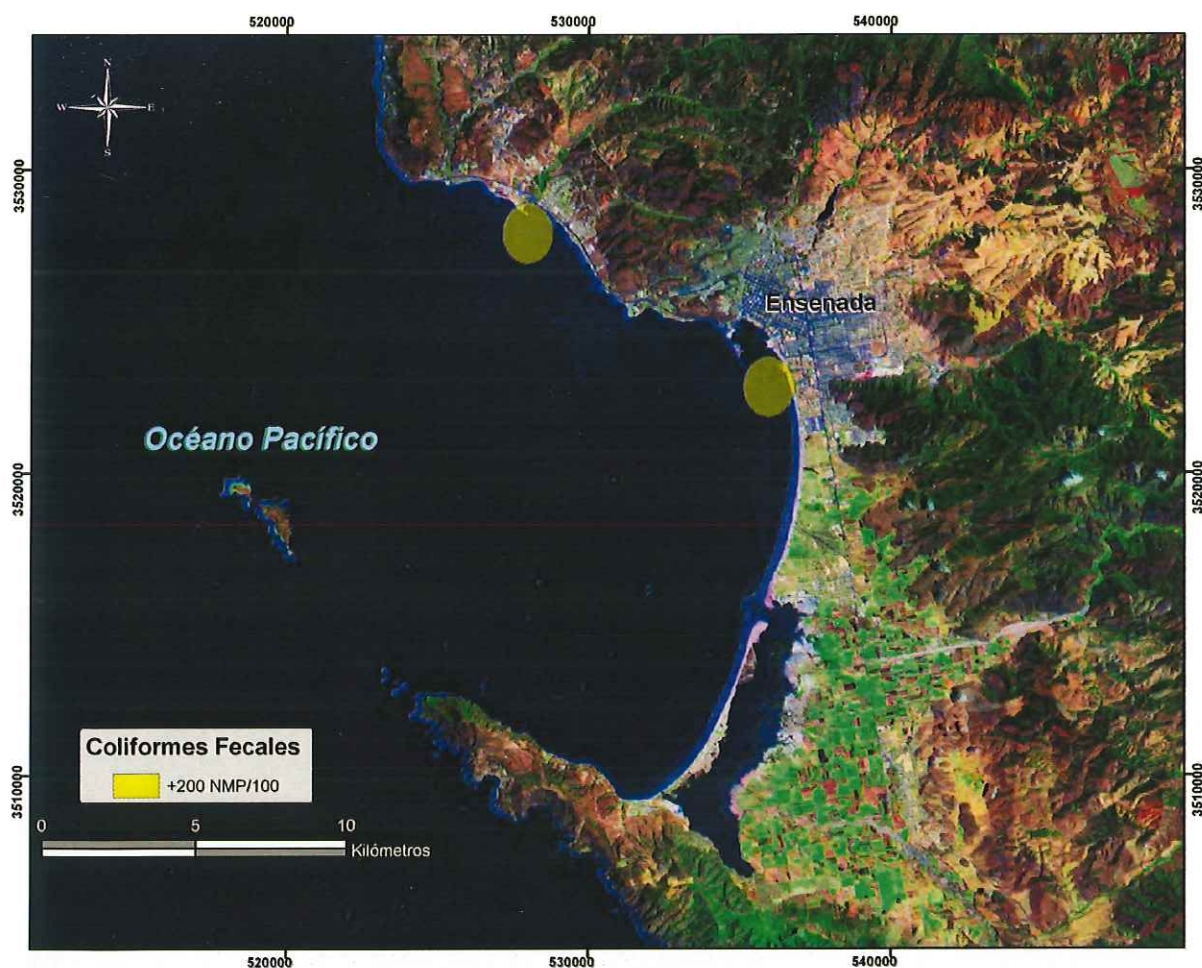 520000 530000 540000
N
W E
S
3530000 3530000
Ensenada
Océano Pacífico
3520000 3520000
Coliformes Fecales
+200 NMP/100
3510000 3510000
0 5 10
Kilómetros
520000 530000 540000